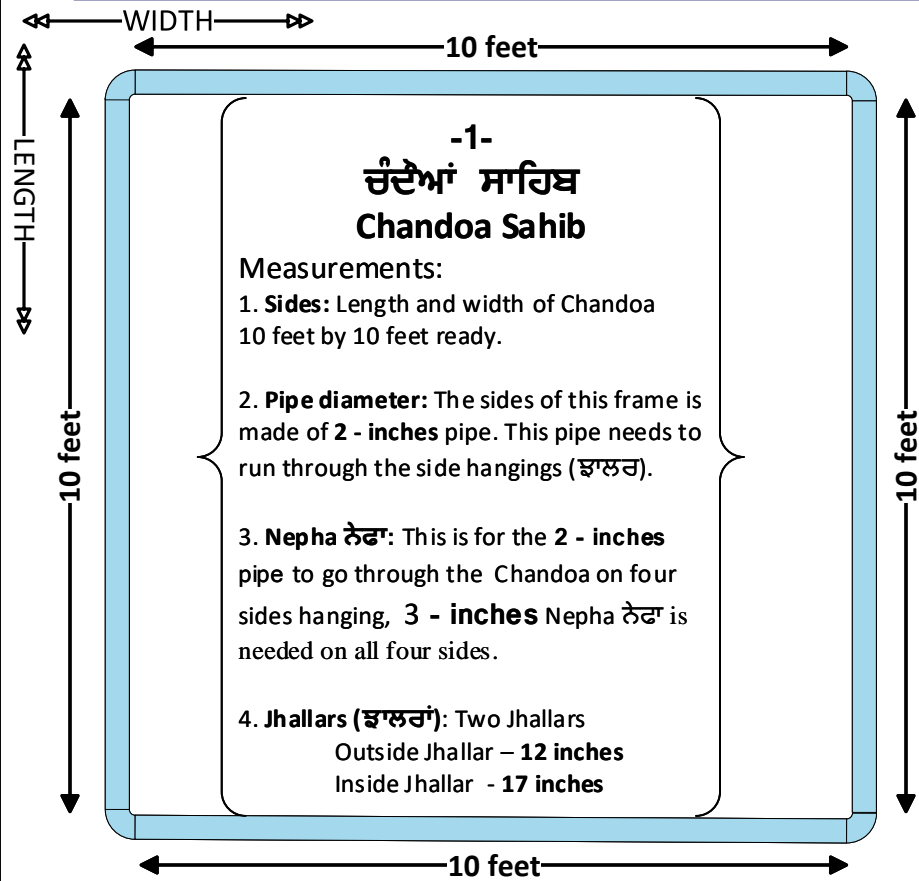 WIDTH
10 feet
LENGTH
10 feet
10 feet
-1-
ਚੰਦੋਆਂ ਸਾਹਿਬ
Chandoa Sahib
Measurements:
1. Sides: Length and width of Chandoa
10 feet by 10 feet ready.
2. Pipe diameter: The sides of this frame is
made of 2 - inches pipe. This pipe needs to
run through the side hangings (ਝਾਲਰ).
3. Nepha ਨੇਫਾ: This is for the 2 - inches
pipe to go through the Chandoa on four
sides hanging, 3 - inches Nepha ਨੇਫਾ is
needed on all four sides.
4. Jhallars (ਝਾਲਰਾਂ): Two Jhallars
Outside Jhallar – 12 inches
Inside Jhallar - 17 inches
10 feet